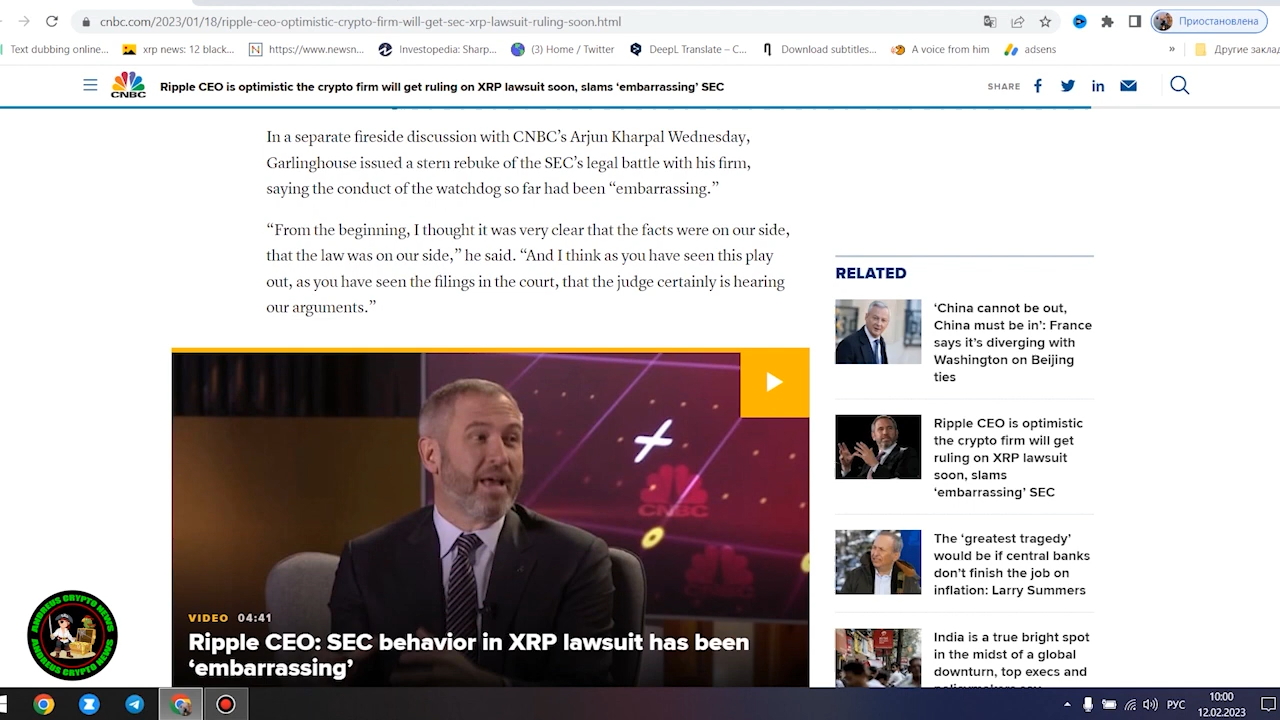 cnbc.com/2023/01/18/ripple-ceo-optimistic-crypto-firm-will-get-sec-xrp-lawsuit-ruling-soon.html
Приостановлена
Text dubbing online...
xrp news: 12 black...
https://www.newsn...
Investopedia: Sharp...
(3) Home / Twitter
DeepL Translate – C...
Download subtitles...
A voice from him
adsens
»
Другие заклад
CNBC
Ripple CEO is optimistic the crypto firm will get ruling on XRP lawsuit soon, slams ‘embarrassing’ SEC
SHARE
In a separate fireside discussion with CNBC’s Arjun Kharpal Wednesday,
Garlinghouse issued a stern rebuke of the SEC’s legal battle with his firm,
saying the conduct of the watchdog so far had been “embarrassing.”
“From the beginning, I thought it was very clear that the facts were on our side,
that the law was on our side,” he said. “And I think as you have seen this play
out, as you have seen the filings in the court, that the judge certainly is hearing
our arguments.”
CNBC
VIDEO 04:41
Ripple CEO: SEC behavior in XRP lawsuit has been
‘embarrassing’
RELATED
‘China cannot be out,
China must be in’: France
says it’s diverging with
Washington on Beijing
ties
Ripple CEO is optimistic
the crypto firm will get
ruling on XRP lawsuit
soon, slams
‘embarrassing’ SEC
The ‘greatest tragedy’
would be if central banks
don’t finish the job on
inflation: Larry Summers
India is a true bright spot
in the midst of a global
downturn, top execs and
ANDREUS CRYPTO NEWS
ANDREUS CRYPTO NEWS
РУС
10:00
12.02.2023